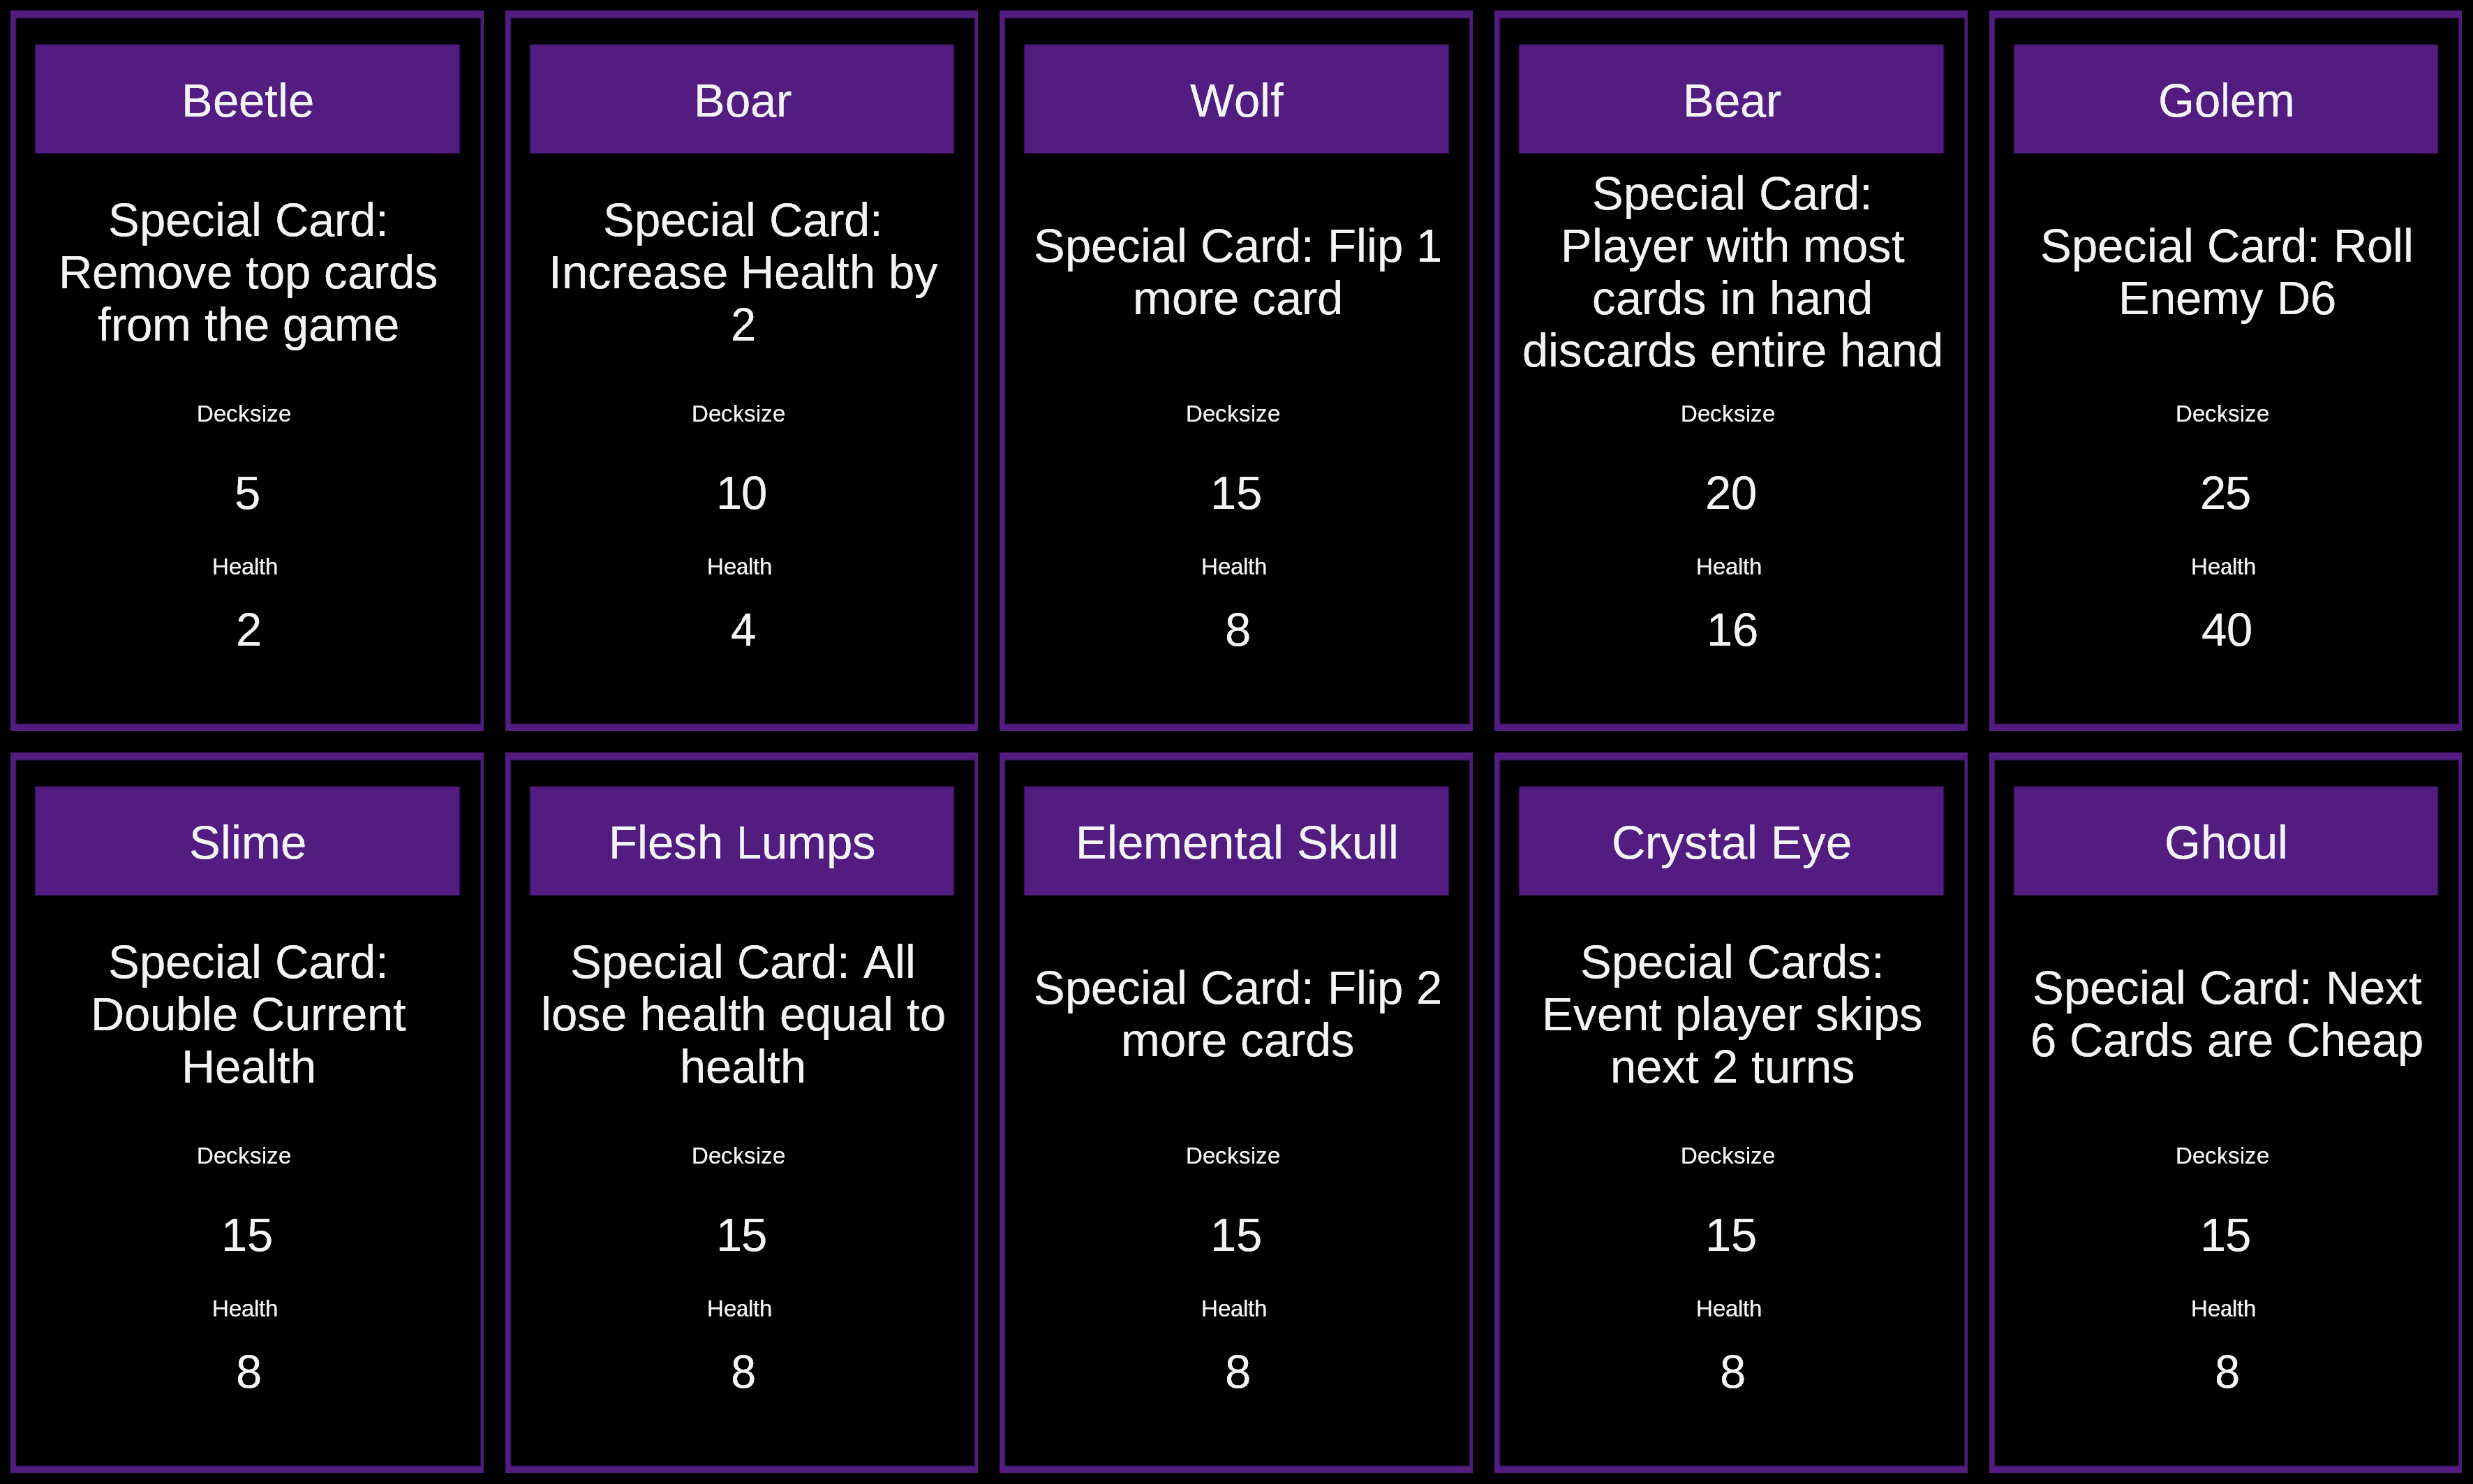 Beetle
Special Card:
Remove top cards
from the game
Decksize
5
Health
2
Boar
Special Card:
Increase Health by
2
Decksize
10
Health
4
Wolf
Special Card: Flip 1
more card
Decksize
15
Health
8
Bear
Special Card:
Player with most
cards in hand
discards entire hand
Decksize
20
Health
16
Golem
Special Card: Roll
Enemy D6
Decksize
25
Health
40
Slime
Special Card:
Double Current
Health
Decksize
15
Health
8
Flesh Lumps
Special Card: All
lose health equal to
health
Decksize
15
Health
8
Elemental Skull
Special Card: Flip 2
more cards
Decksize
15
Health
8
Crystal Eye
Special Cards:
Event player skips
next 2 turns
Decksize
15
Health
8
Ghoul
Special Card: Next
6 Cards are Cheap
Decksize
15
Health
8